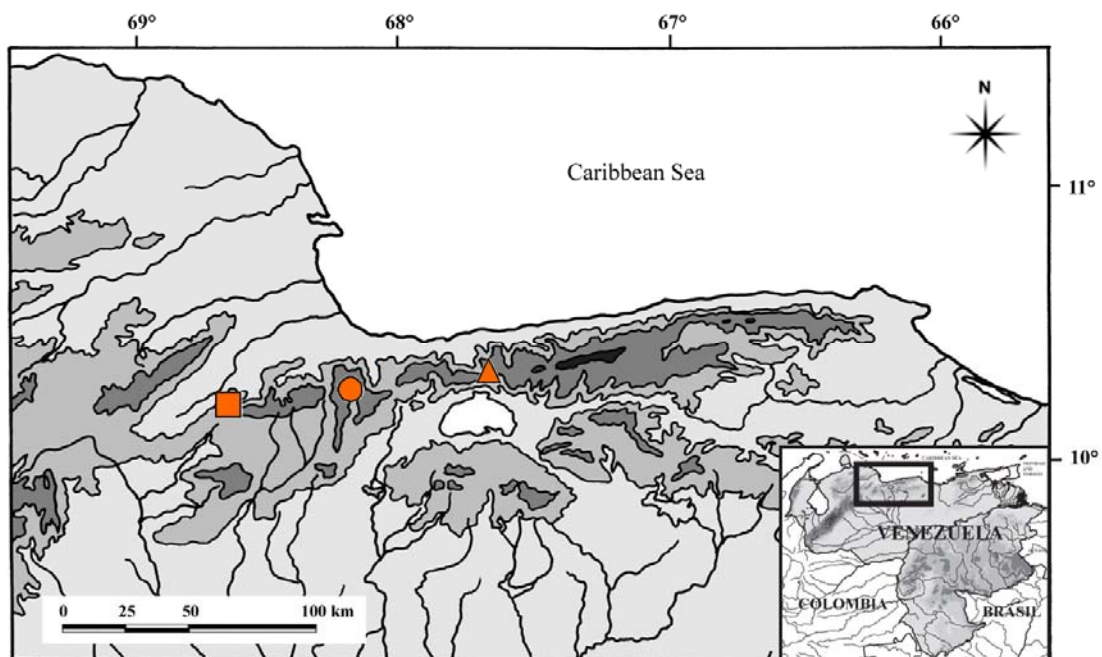 69° 68° 67° 66°
N
Caribbean Sea
11°
10°
CARIBBEAN SEA
VENEZUELA
COLOMBIA
BRASIL
0 25 50 100 km